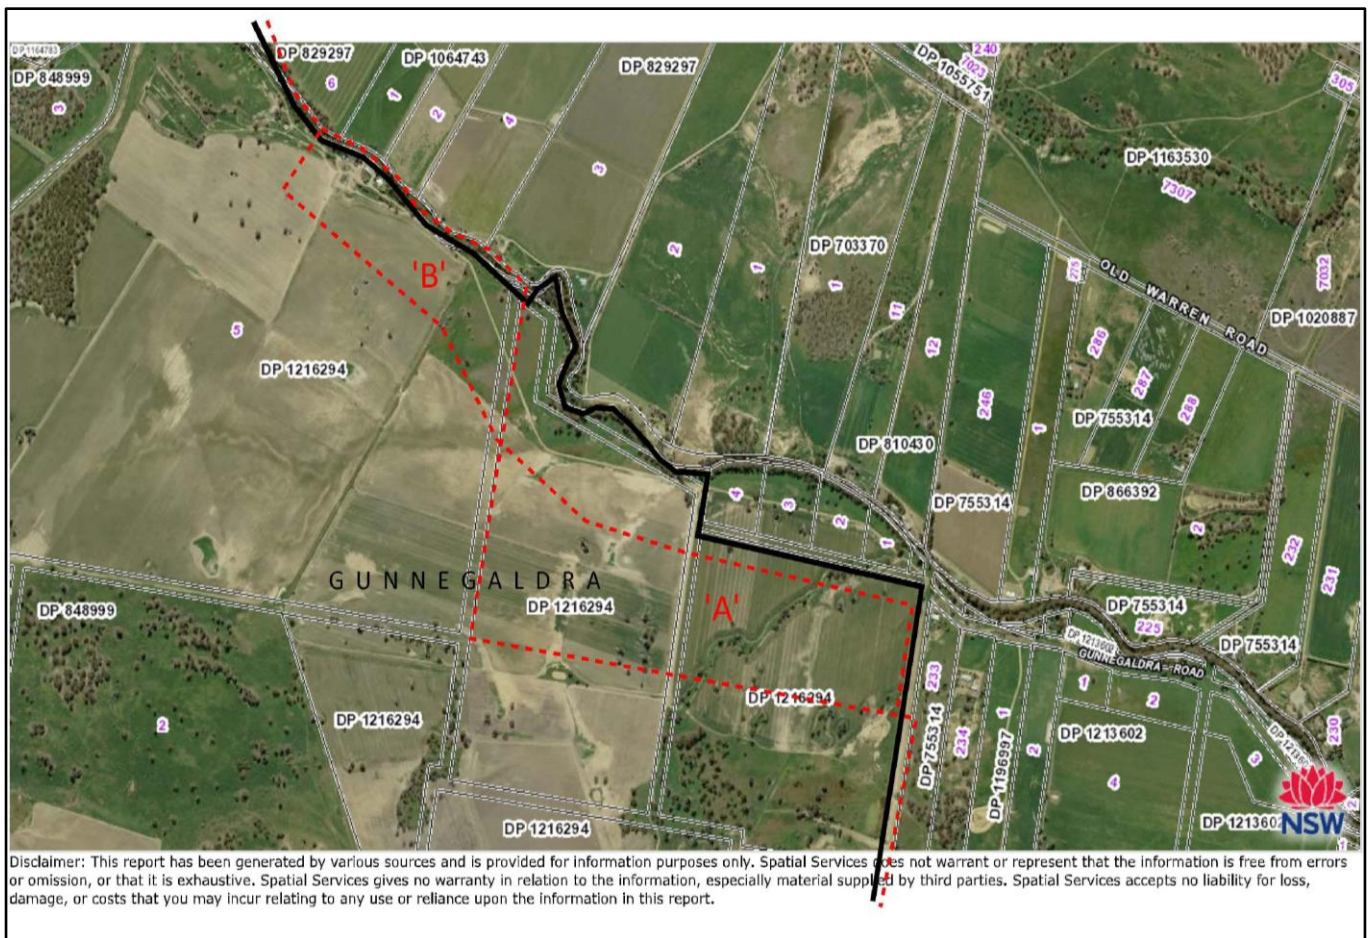 DP 1164783
DP 829297
DP 1064743
DP 829297
DP 1055751
240
7023
305
DP 848999
3
6
1
2
4
3
DP 1163530
7307
2
1
DP 703370
1
11
12
246
1
275
OLD WARREN ROAD
7032
DP 1020887
286
287
288
'B'
5
DP 1216294
DP 755314
DP 810430
DP 866392
2
DP 755314
232
231
4
3
2
1
GUNNEGALDRA
DP 848999
DP 1216294
'A'
DP 755314
225
DP 1213602
DP 755314
GUNNEGALDRA ROAD
DP 1216294
233
1
2
2
DP 1216294
DP 755314
234
1
DP 1196997
2
DP 1213602
4
3
230
2
1
DP 1216294
NSW
Disclaimer: This report has been generated by various sources and is provided for information purposes only. Spatial Services does not warrant or represent that the information is free from errors
or omission, or that it is exhaustive. Spatial Services gives no warranty in relation to the information, especially material supplied by third parties. Spatial Services accepts no liability for loss,
damage, or costs that you may incur relating to any use or reliance upon the information in this report.